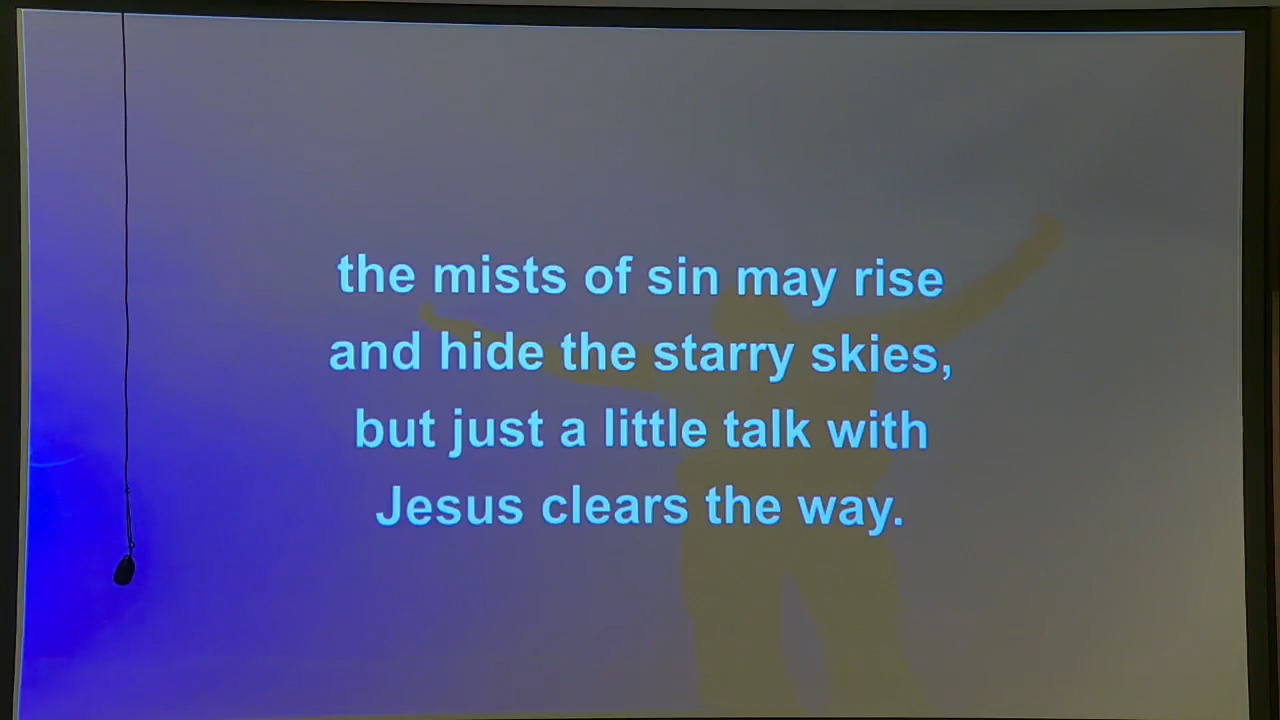 the mists of sin may rise
and hide the starry skies,
but just a little talk with
Jesus clears the way.